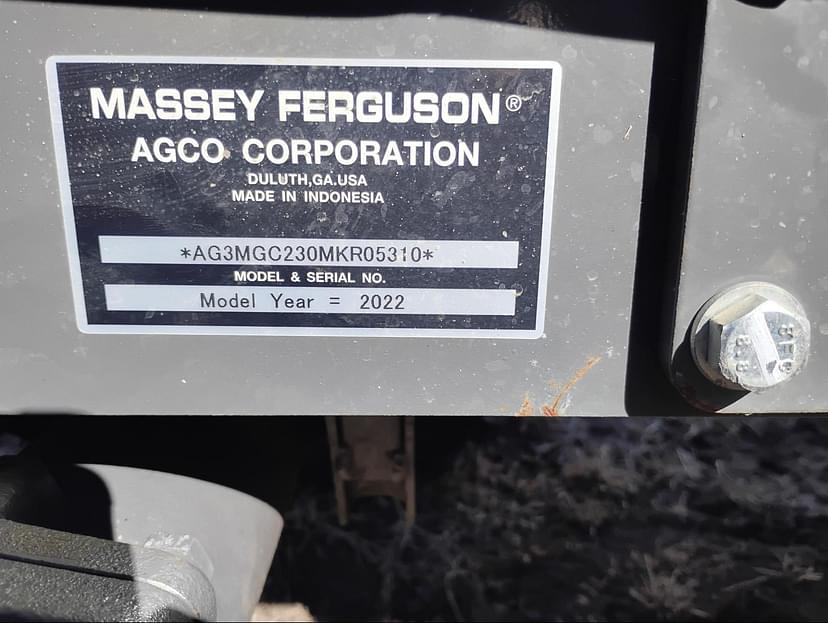 MASSEY FERGUSON®
AGCO CORPORATION
DULUTH,GA.USA
MADE IN INDONESIA
*AG3MGC230MKR05310*
MODEL & SERIAL NO.
Model Year = 2022